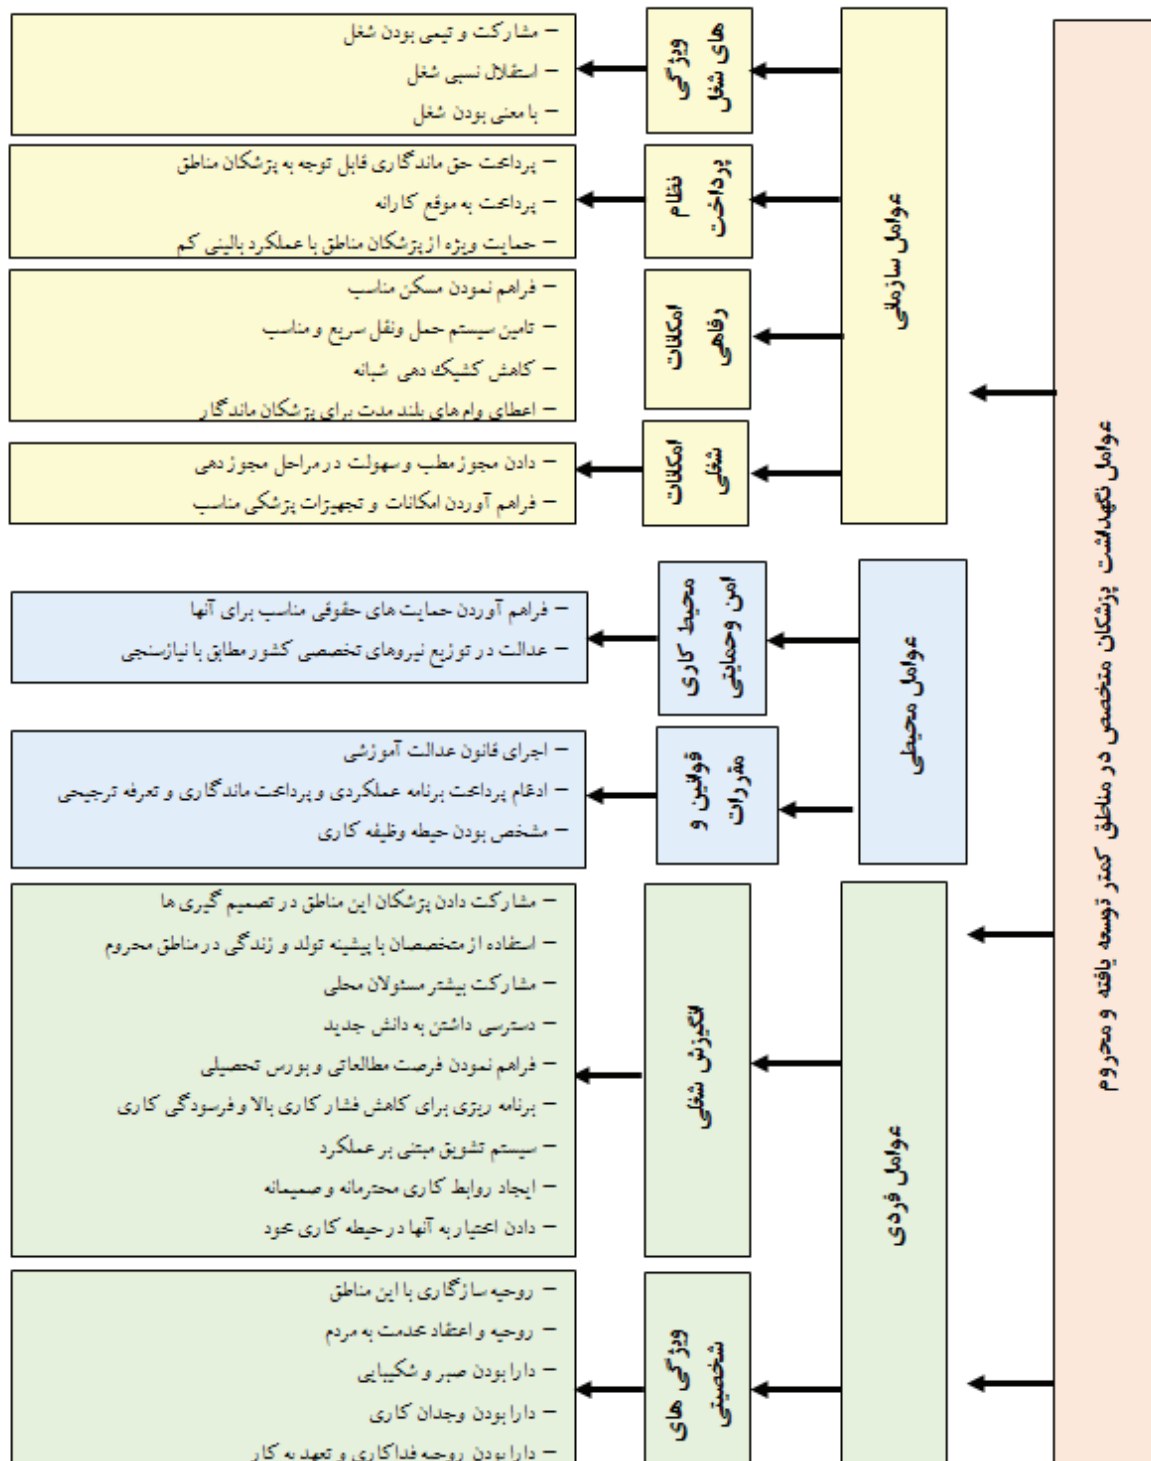 عوامل نگهداشت پزشکان متخصص در مناطق کمتر توسعه یافته و محروم
عوامل سازمانی
ویژگی
های شغل
– مشارکت و تیمی بودن شغل
– استقلال نسبی شغل
– با معنی بودن شغل
نظام
پرداخت
– پرداخت حق ماندگاری قابل توجه به پزشکان مناطق
– پرداخت به موقع کارانه
– حمایت ویژه از پزشکان مناطق با عملکرد بالینی کم
امکانات
رفاهی
– فراهم نمودن مسکن مناسب
– تامین سیستم حمل ونقل سریع و مناسب
– کاهش کشیک دهی شبانه
– اعطای وام های بلند مدت برای پزشکان ماندگار
امکانات
شغلی
– دادن مجوز مطب و سهولت در مراحل مجوز دهی
– فراهم آوردن امکانات و تجهیزات پزشکی مناسب
عوامل محیطی
محیط کاری
امن وحمایتی
– فراهم آوردن حمایت های حقوقی مناسب برای آنها
– عدالت در توزیع نیروهای تخصصی کشور مطابق با نیازسنجی
قوانین و
مقررات
– اجرای قانون عدالت آموزشی
– ادغام پرداخت برنامه عملکردی و پرداخت ماندگاری و تعرفه ترجیحی
– مشخص بودن حیطه وظیفه کاری
عوامل فردی
انگیزش شغلی
– مشارکت دادن پزشکان این مناطق در تصمیم گیری ها
– استفاده از متخصصان با پیشینه تولد و زندگی در مناطق محروم
– مشارکت بیشتر مسئولان محلی
– دسترسی داشتن به دانش جدید
– فراهم نمودن فرصت مطالعاتی و بورس تحصیلی
– برنامه ریزی برای کاهش فشار کاری بالا و فرسودگی کاری
– سیستم تشویق مبتنی بر عملکرد
– ایجاد روابط کاری محترمانه و صمیمانه
– دادن اختیار به آنها در حیطه کاری خود
ویژگی های
شخصیتی
– روحیه سازگاری با این مناطق
– روحیه و اعتقاد خدمت به مردم
– دارا بودن صبر و شکیبایی
– دارا بودن وجدان کاری
– دارا بودن روحیه فداکاری و تعهد به کار